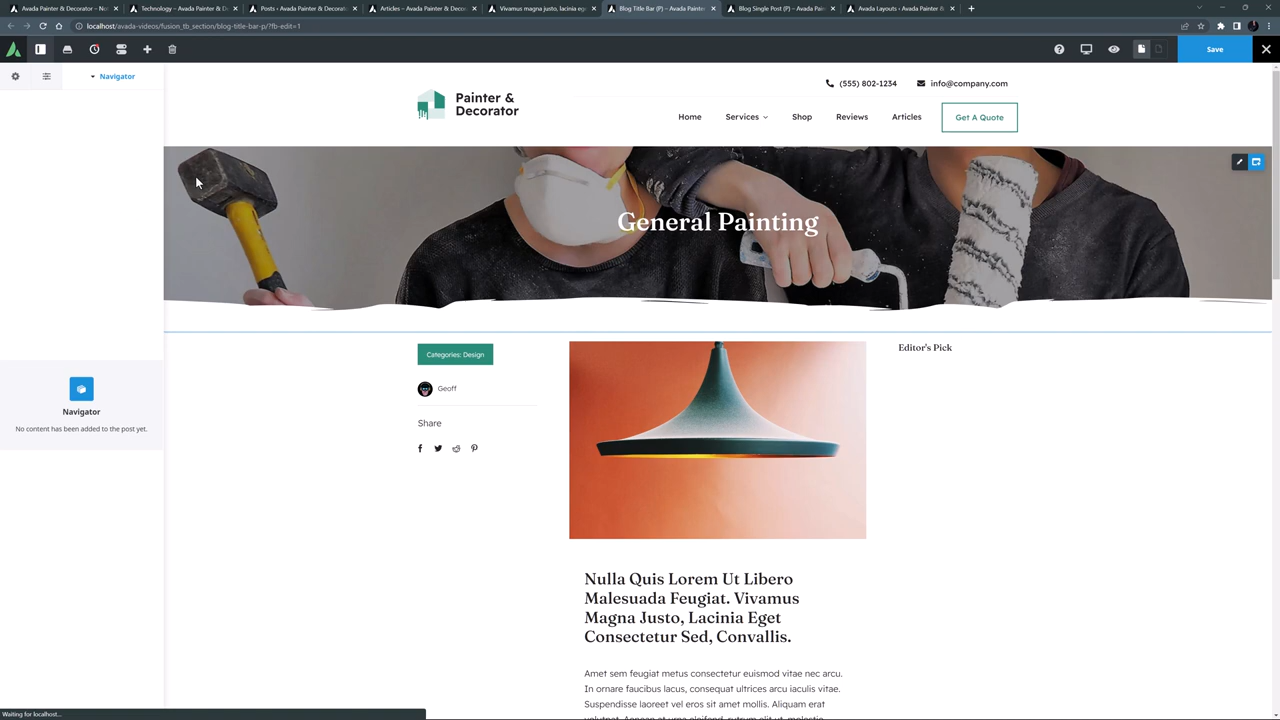 Avada Painter & Decorator – No
Technology – Avada Painter & D
Posts ‹ Avada Painter & Decorato
Articles – Avada Painter & Decor
Vivamus magna justo, lacinia eg
Blog Title Bar (P) – Avada Painte
Blog Single Post (P) – Avada Pain
Avada Layouts ‹ Avada Painter &
localhost/avada-videos/fusion_tb_section/blog-title-bar-p/?fb-edit=1
Save
Navigator
(555) 802-1234
info@company.com
Painter &
Decorator
Home
Services
Shop
Reviews
Articles
Get A Quote
General Painting
Categories: Design
Geoff
Share
Editor's Pick
Navigator
No content has been added to the post yet.
Nulla Quis Lorem Ut Libero
Malesuada Feugiat. Vivamus
Magna Justo, Lacinia Eget
Consectetur Sed, Convallis.
Amet sem feugiat metus consectetur euismod vitae nec arcu.
In ornare faucibus lacus, consequat ultrices arcu iaculis vitae.
Suspendisse laoreet vel eros sit amet mollis. Aliquam erat
Waiting for localhost...